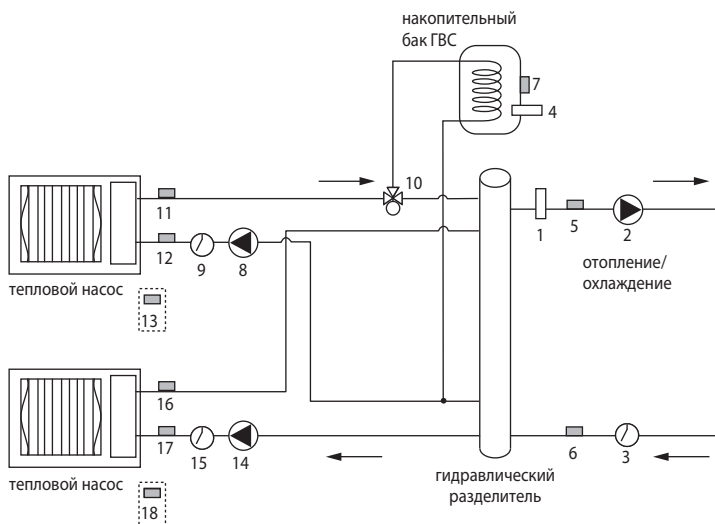 накопительный
бак ГВС
7
4
10
11
1
5
2
12
9
8
отопление/
охлаждение
тепловой насос
13
16
17
15
14
6
3
гидравлический
разделитель
тепловой насос
18